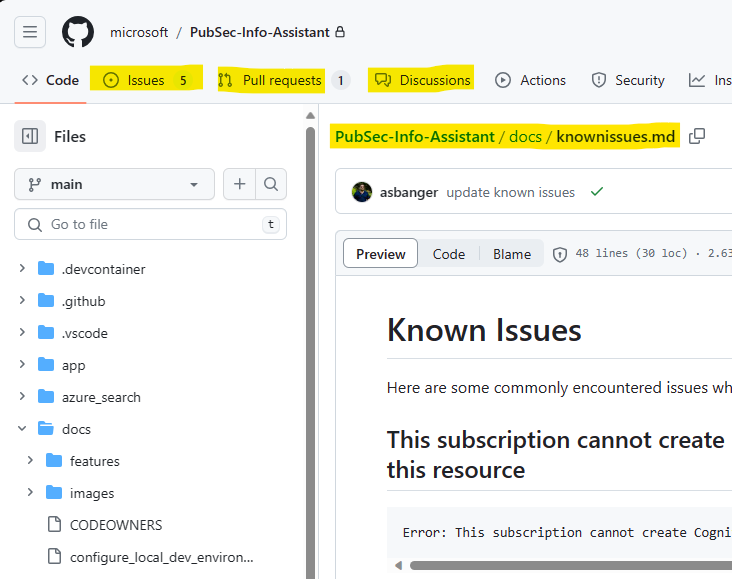 microsoft / PubSec-Info-Assistant
Code Issues 5 Pull requests 1 Discussions Actions Security Ins
Files
main
Go to file t
.devcontainer
.github
.vscode
app
azure_search
docs
features
images
CODEOWNERS
configure_local_dev_environ...
PubSec-Info-Assistant / docs / knownissues.md
asbanger update known issues
Preview Code Blame 48 lines (30 loc) · 2.63
Known Issues
Here are some commonly encountered issues wh
This subscription cannot create
this resource
Error: This subscription cannot create Cogni